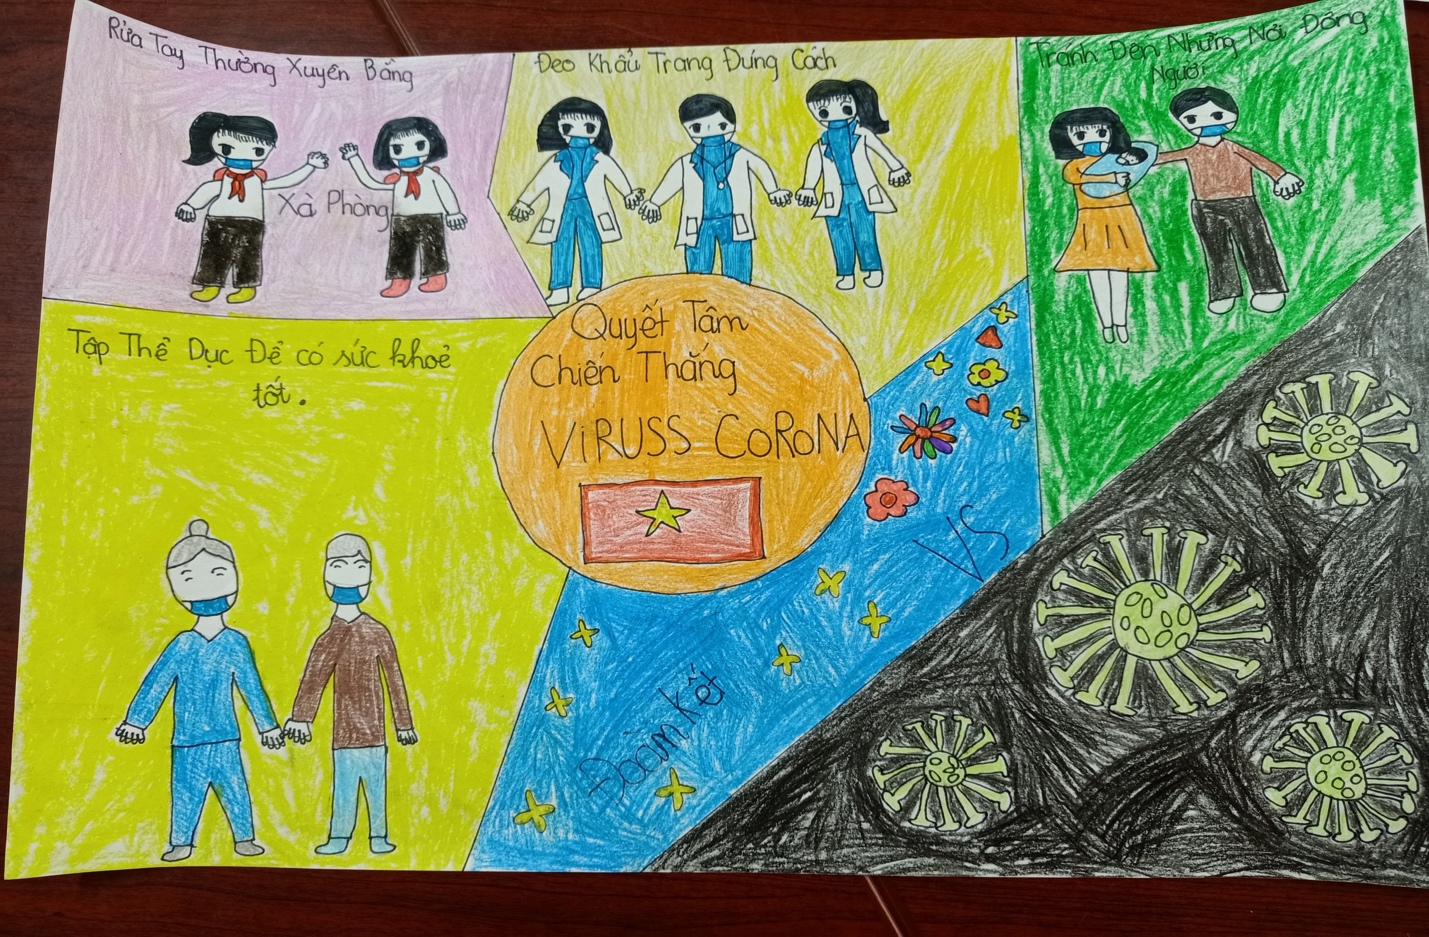 Rửa Tay Thường Xuyên Bằng
Xà Phòng
Đeo Khẩu Trang Đúng Cách
Tránh Đến Những Nơi Đông
Người
Tập Thể Dục Để có sức khoẻ
tốt.
Quyết Tâm
Chiến Thắng
ViRUSS CoRoNA
VS
Đoàn kết